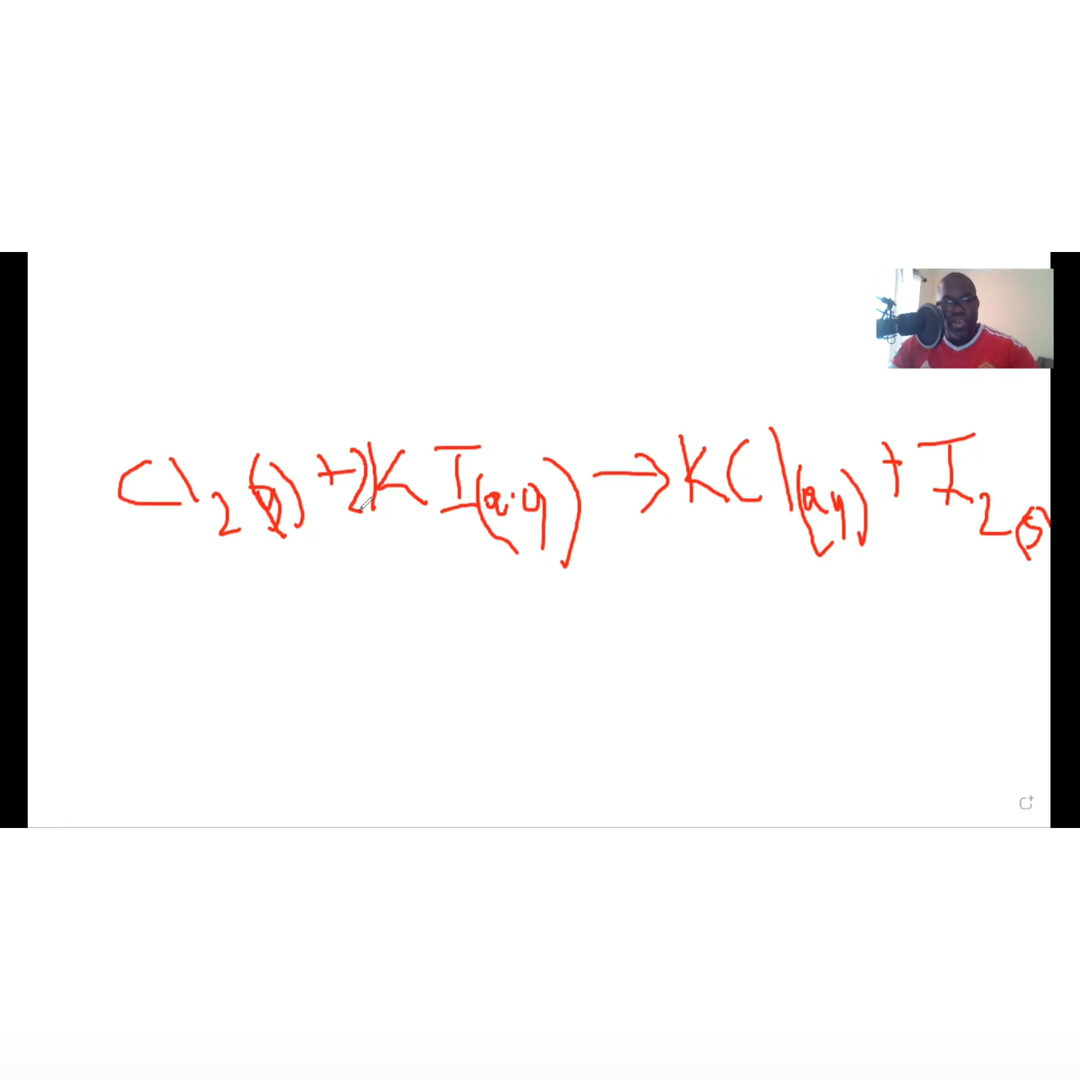 Cl2(g) + 2KI(aq) → KCl(aq) + I2(s)